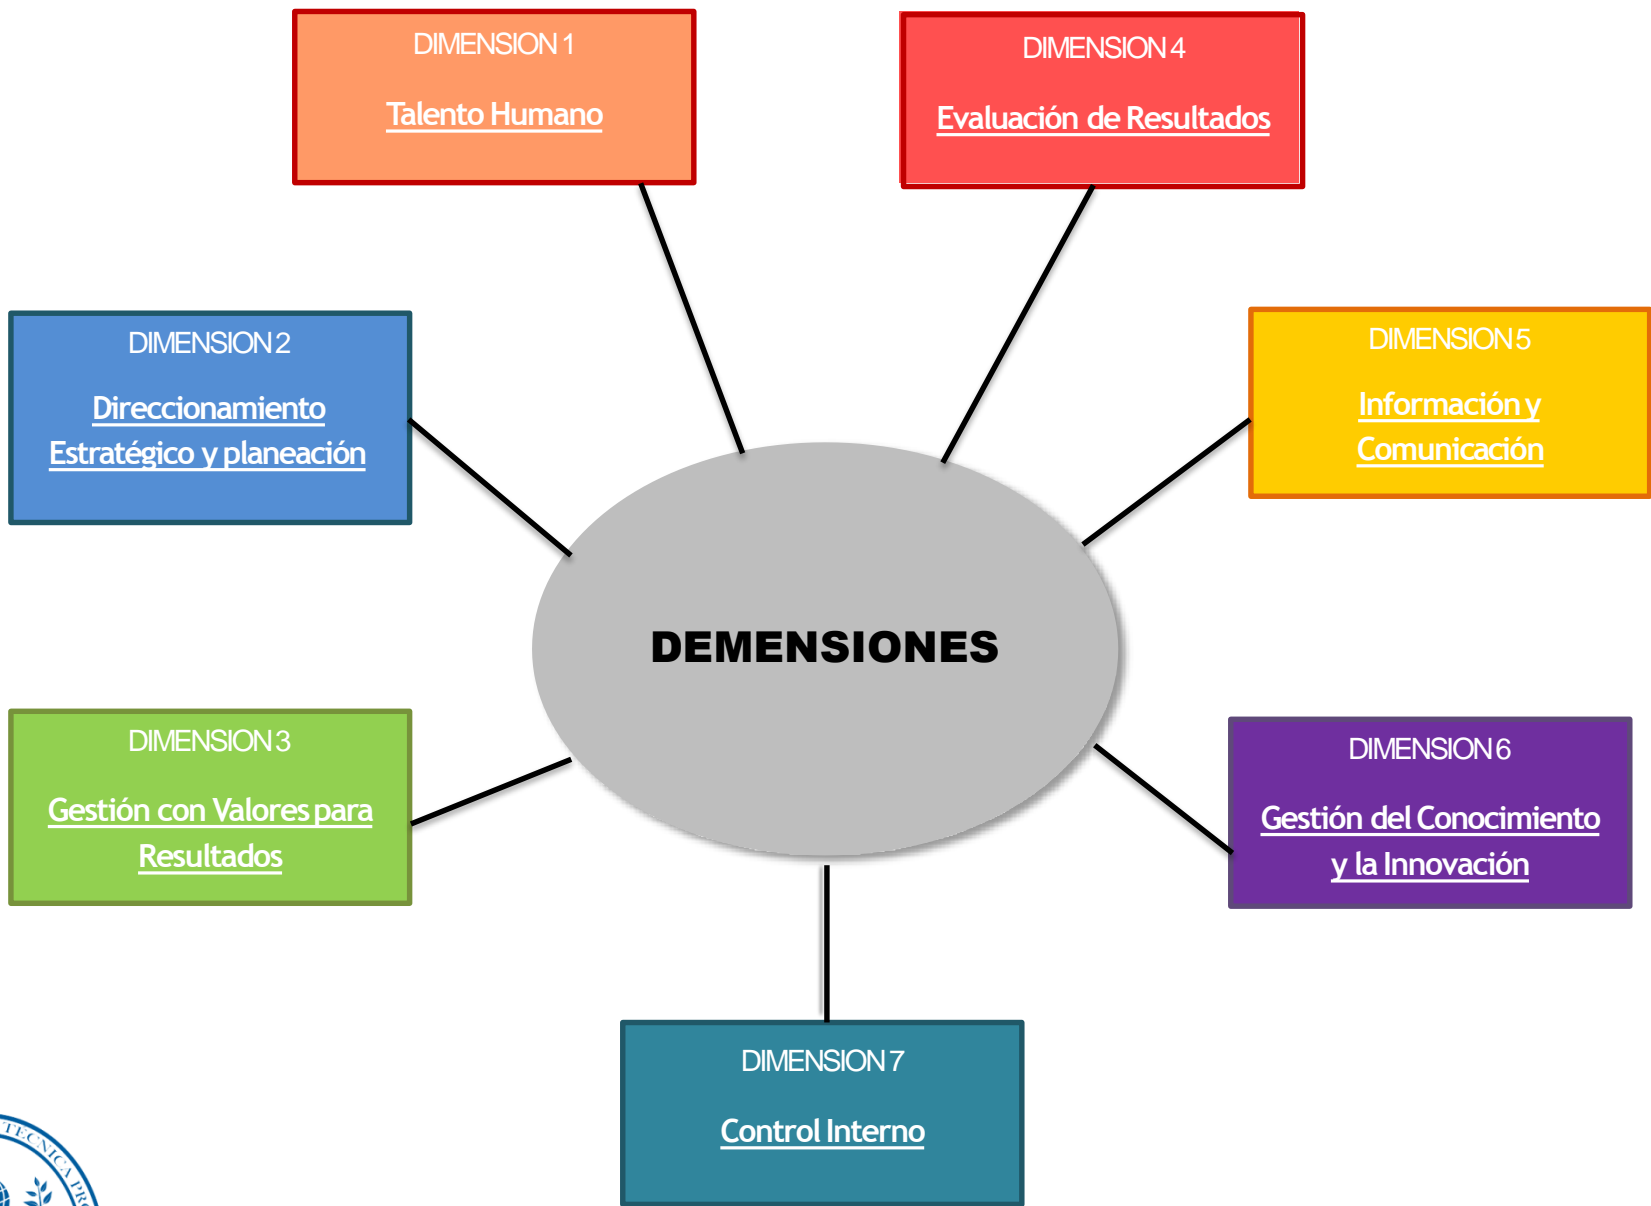 DIMENSION 1
Talento Humano
DIMENSION 4
Evaluación de Resultados
DIMENSION 2
Direccionamiento
Estratégico y planeación
DIMENSION 5
Información y
Comunicación
DEMENSIONES
DIMENSION 3
Gestión con Valores para
Resultados
DIMENSION 6
Gestión del Conocimiento
y la Innovación
DIMENSION 7
Control Interno
TECNICA